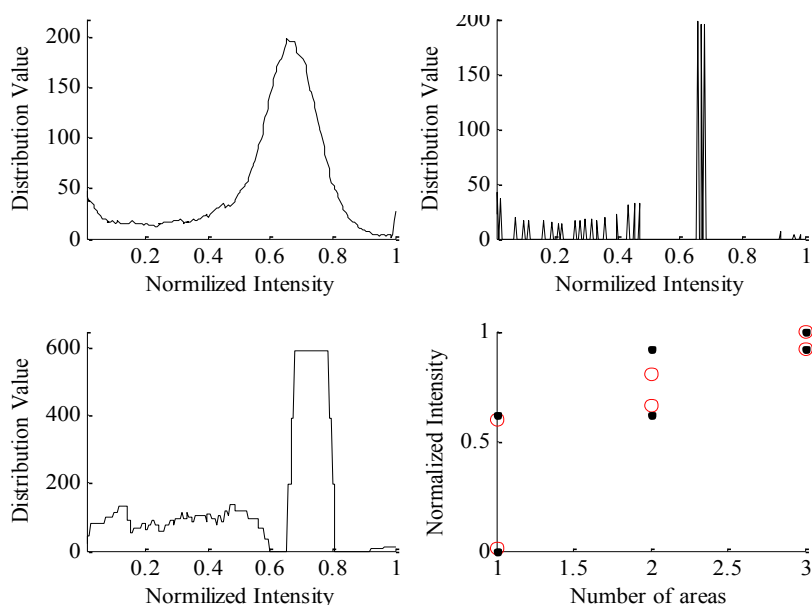 200
150
100
50
0
Distribution Value
0.2 0.4 0.6 0.8 1
Normilized Intensity
200
150
100
50
0
Distribution Value
0.2 0.4 0.6 0.8 1
Normilized Intensity
600
400
200
0
Distribution Value
0.2 0.4 0.6 0.8 1
Normalized Intensity
1
0.5
0
Normalized Intensity
1 1.5 2 2.5 3
Number of areas